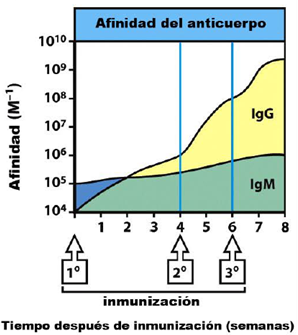 Afinidad del anticuerpo
Afinidad (M⁻¹)
10¹⁰
10⁹
10⁸
10⁷
10⁶
10⁵
10⁴
IgG
IgM
1 2 3 4 5 6 7 8
1° 2° 3°
inmunización
Tiempo después de inmunización (semanas)